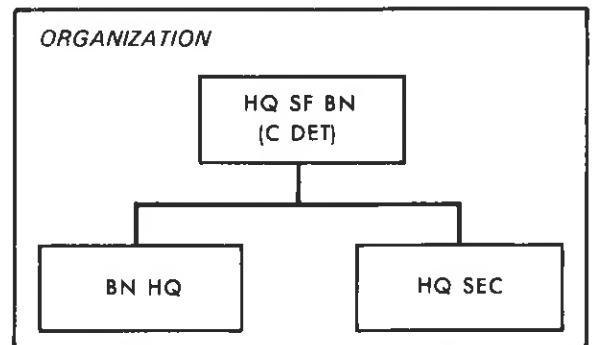 ORGANIZATION
HQ SF BN
(C DET)
BN HQ
HQ SEC